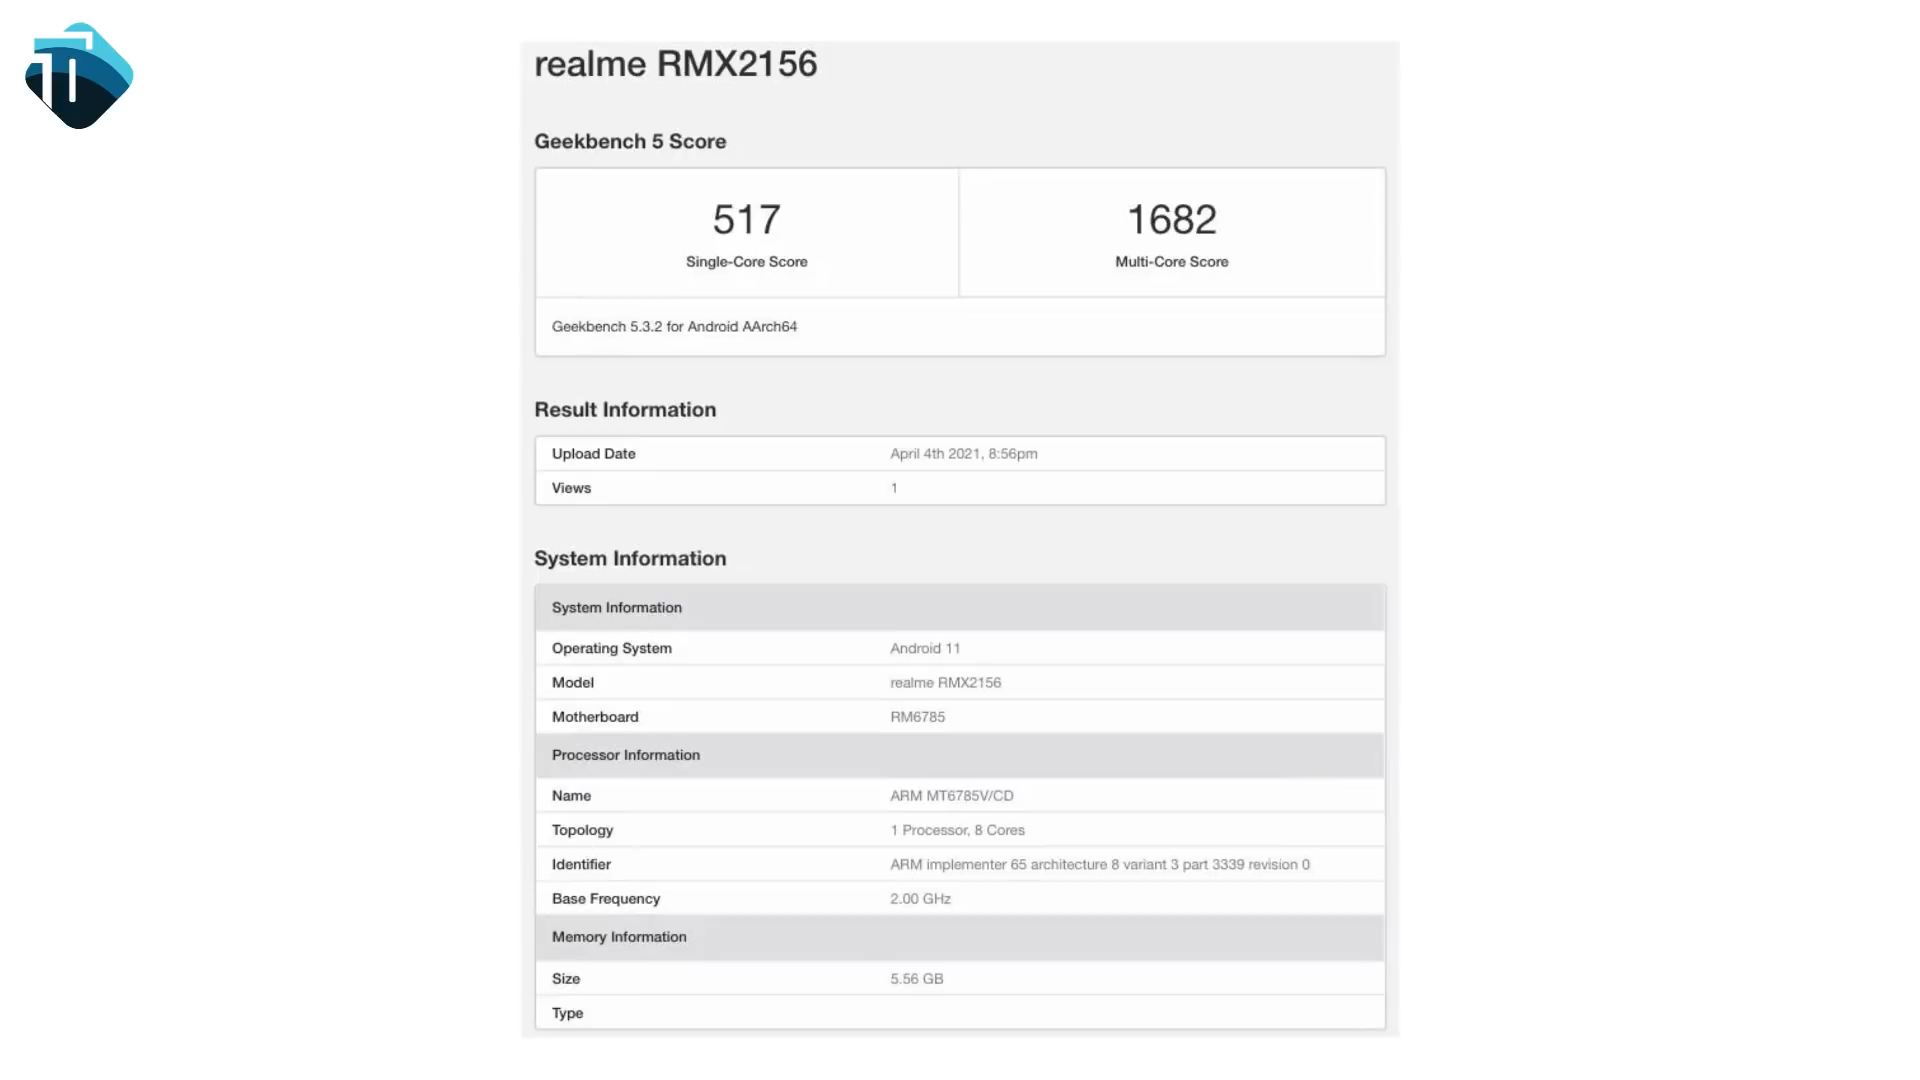 realme RMX2156
Geekbench 5 Score
517 1682
Single-Core Score Multi-Core Score
Geekbench 5.3.2 for Android AArch64
Result Information
Upload Date April 4th 2021, 8:56pm
Views 1
System Information
System Information
Operating System Android 11
Model realme RMX2156
Motherboard RM6785
Processor Information
Name ARM MT6785V/CD
Topology 1 Processor, 8 Cores
Identifier ARM implementer 65 architecture 8 variant 3 part 3339 revision 0
Base Frequency 2.00 GHz
Memory Information
Size 5.56 GB
Type